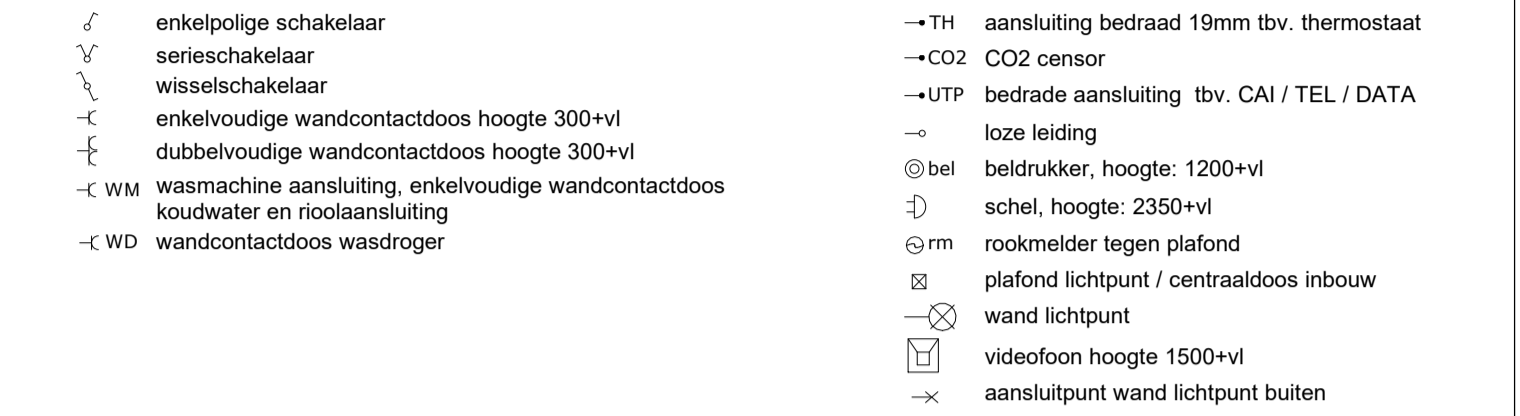 enkelpolige schakelaar
serieschakelaar
wisselschakelaar
enkelvoudige wandcontactdoos hoogte 300+vl
dubbelvoudige wandcontactdoos hoogte 300+vl
WM wasmachine aansluiting, enkelvoudige wandcontactdoos
koudwater en rioolaansluiting
WD wandcontactdoos wasdroger
TH aansluiting bedraad 19mm tbv. thermostaat
CO2 CO2 censor
UTP bedrade aansluiting tbv. CAI / TEL / DATA
loze leiding
bel beldrukker, hoogte: 1200+vl
schel, hoogte: 2350+vl
rm rookmelder tegen plafond
plafond lichtpunt / centraaldoos inbouw
wand lichtpunt
videofoon hoogte 1500+vl
aansluitpunt wand lichtpunt buiten